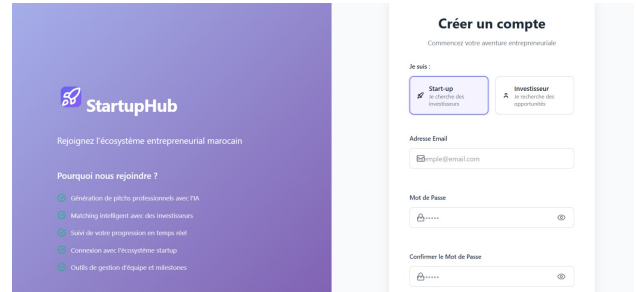 StartupHub
Rejoignez l'écosystème entrepreneurial marocain
Pourquoi nous rejoindre ?
Génération de pitchs professionnels avec l'IA
Matching intelligent avec des investisseurs
Suivi de votre progression en temps réel
Connexion avec l'écosystème startup
Outils de gestion d'équipe et milestones
Créer un compte
Commencez votre aventure entrepreneuriale
Je suis :
Start-up
Je cherche des
investisseurs
Investisseur
Je recherche des
opportunités
Adresse Email
emple@email.com
Mot de Passe
•••••
Confirmer le Mot de Passe
•••••